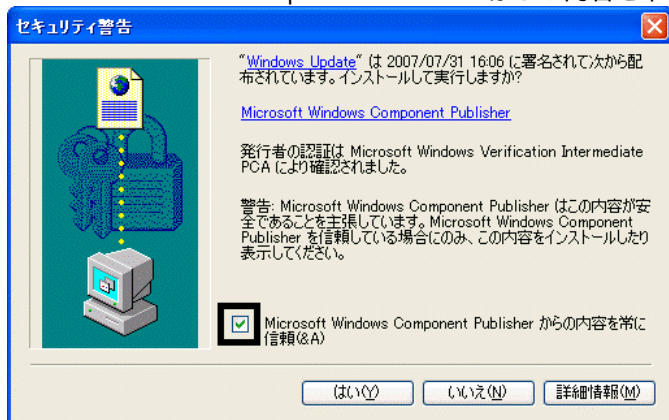 セキュリティ警告
"Windows Update" は 2007/07/31 16:06 に署名されて次から配
布されています。インストールして実行しますか?
Microsoft Windows Component Publisher
発行者の認証は Microsoft Windows Verification Intermediate
PCA により確認されました。
警告: Microsoft Windows Component Publisher はこの内容が安
全であることを主張しています。Microsoft Windows Component
Publisher を信頼している場合にのみ、この内容をインストールしたり
表示してください。
Microsoft Windows Component Publisher からの内容を常に
信頼(&A)
はい(Y) いいえ(N) 詳細情報(M)